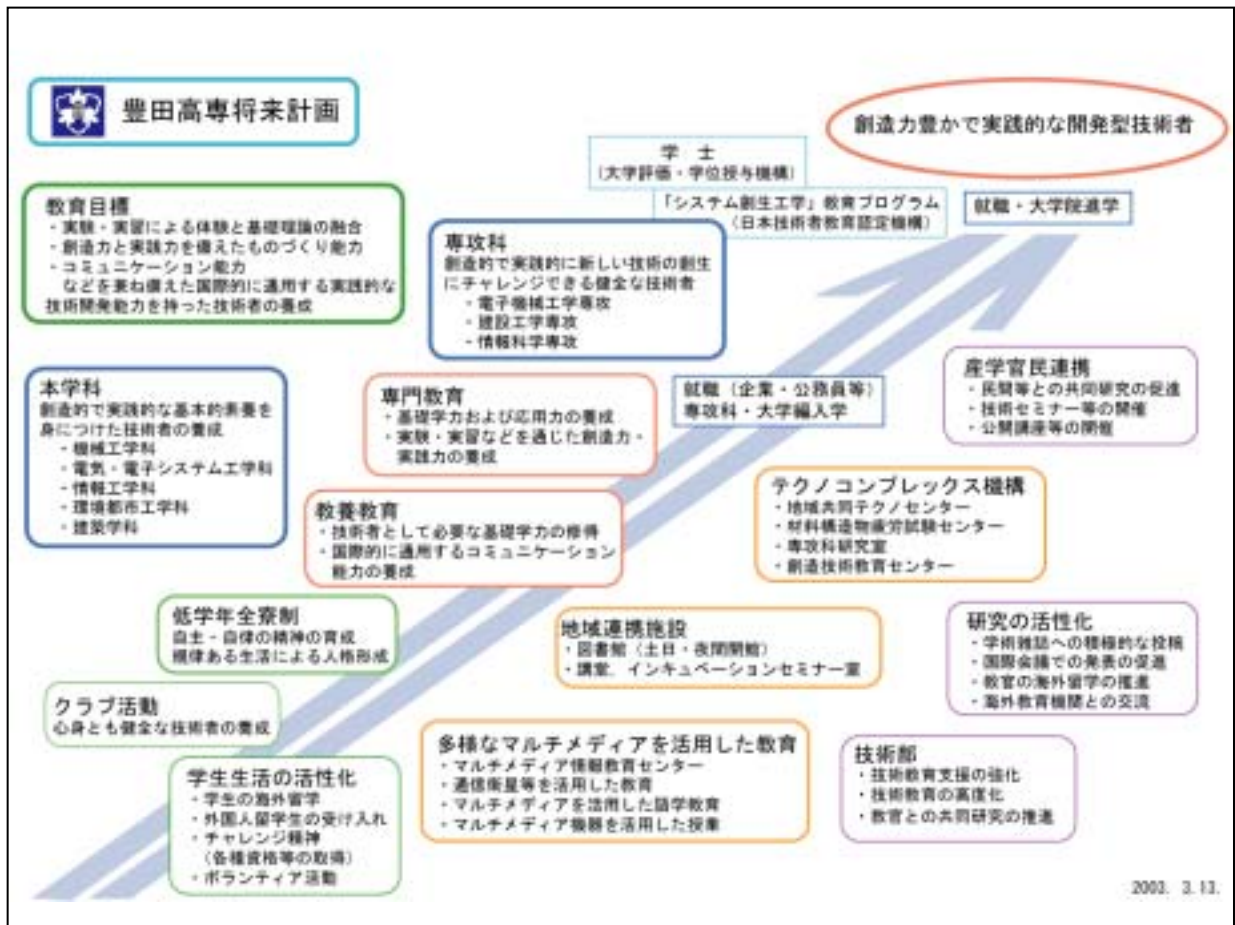 豊田高専将来計画
創造力豊かで実践的な開発型技術者
学 士
(大学評価・学位授与機構)
「システム創生工学」教育プログラム
(日本技術者教育認定機構)
就職・大学院進学
教育目標
・実験・実習による体験と基礎理論の融合
・創造力と実践力を備えたものづくり能力
・コミュニケーション能力
などを兼ね備えた国際的に通用する実践的な
技術開発能力を持った技術者の養成
専攻科
創造的で実践的に新しい技術の創生
にチャレンジできる健全な技術者
・電子機械工学専攻
・建設工学専攻
・情報科学専攻
本学科
創造的で実践的な基本的素養を
身につけた技術者の養成
・機械工学科
・電気・電子システム工学科
・情報工学科
・環境都市工学科
・建築学科
専門教育
・基礎学力および応用力の養成
・実験・実習などを通じた創造力・
実践力の養成
就職（企業・公務員等）
専攻科・大学編入学
産学官民連携
・民間等との共同研究の促進
・技術セミナー等の開催
・公開講座等の開催
教養教育
・技術者として必要な基礎学力の修得
・国際的に通用するコミュニケーション
能力の養成
テクノコンプレックス機構
・地域共同テクノセンター
・材料構造物疲労試験センター
・専攻科研究室
・創造技術教育センター
低学年全寮制
自主・自律の精神の育成
規律ある生活による人格形成
地域連携施設
・図書館（土日・夜間開館）
・講堂，インキュベーションセミナー室
研究の活性化
・学術雑誌への積極的な投稿
・国際会議での発表の促進
・教官の海外留学の推進
・海外教育機関との交流
クラブ活動
心身とも健全な技術者の養成
多様なマルチメディアを活用した教育
・マルチメディア情報教育センター
・通信衛星等を活用した教育
・マルチメディアを活用した語学教育
・マルチメディア機器を活用した授業
技術部
・技術教育支援の強化
・技術教育の高度化
・教官との共同研究の推進
学生生活の活性化
・学生の海外留学
・外国人留学生の受け入れ
・チャレンジ精神
（各種資格等の取得）
・ボランティア活動
2003. 3.13.